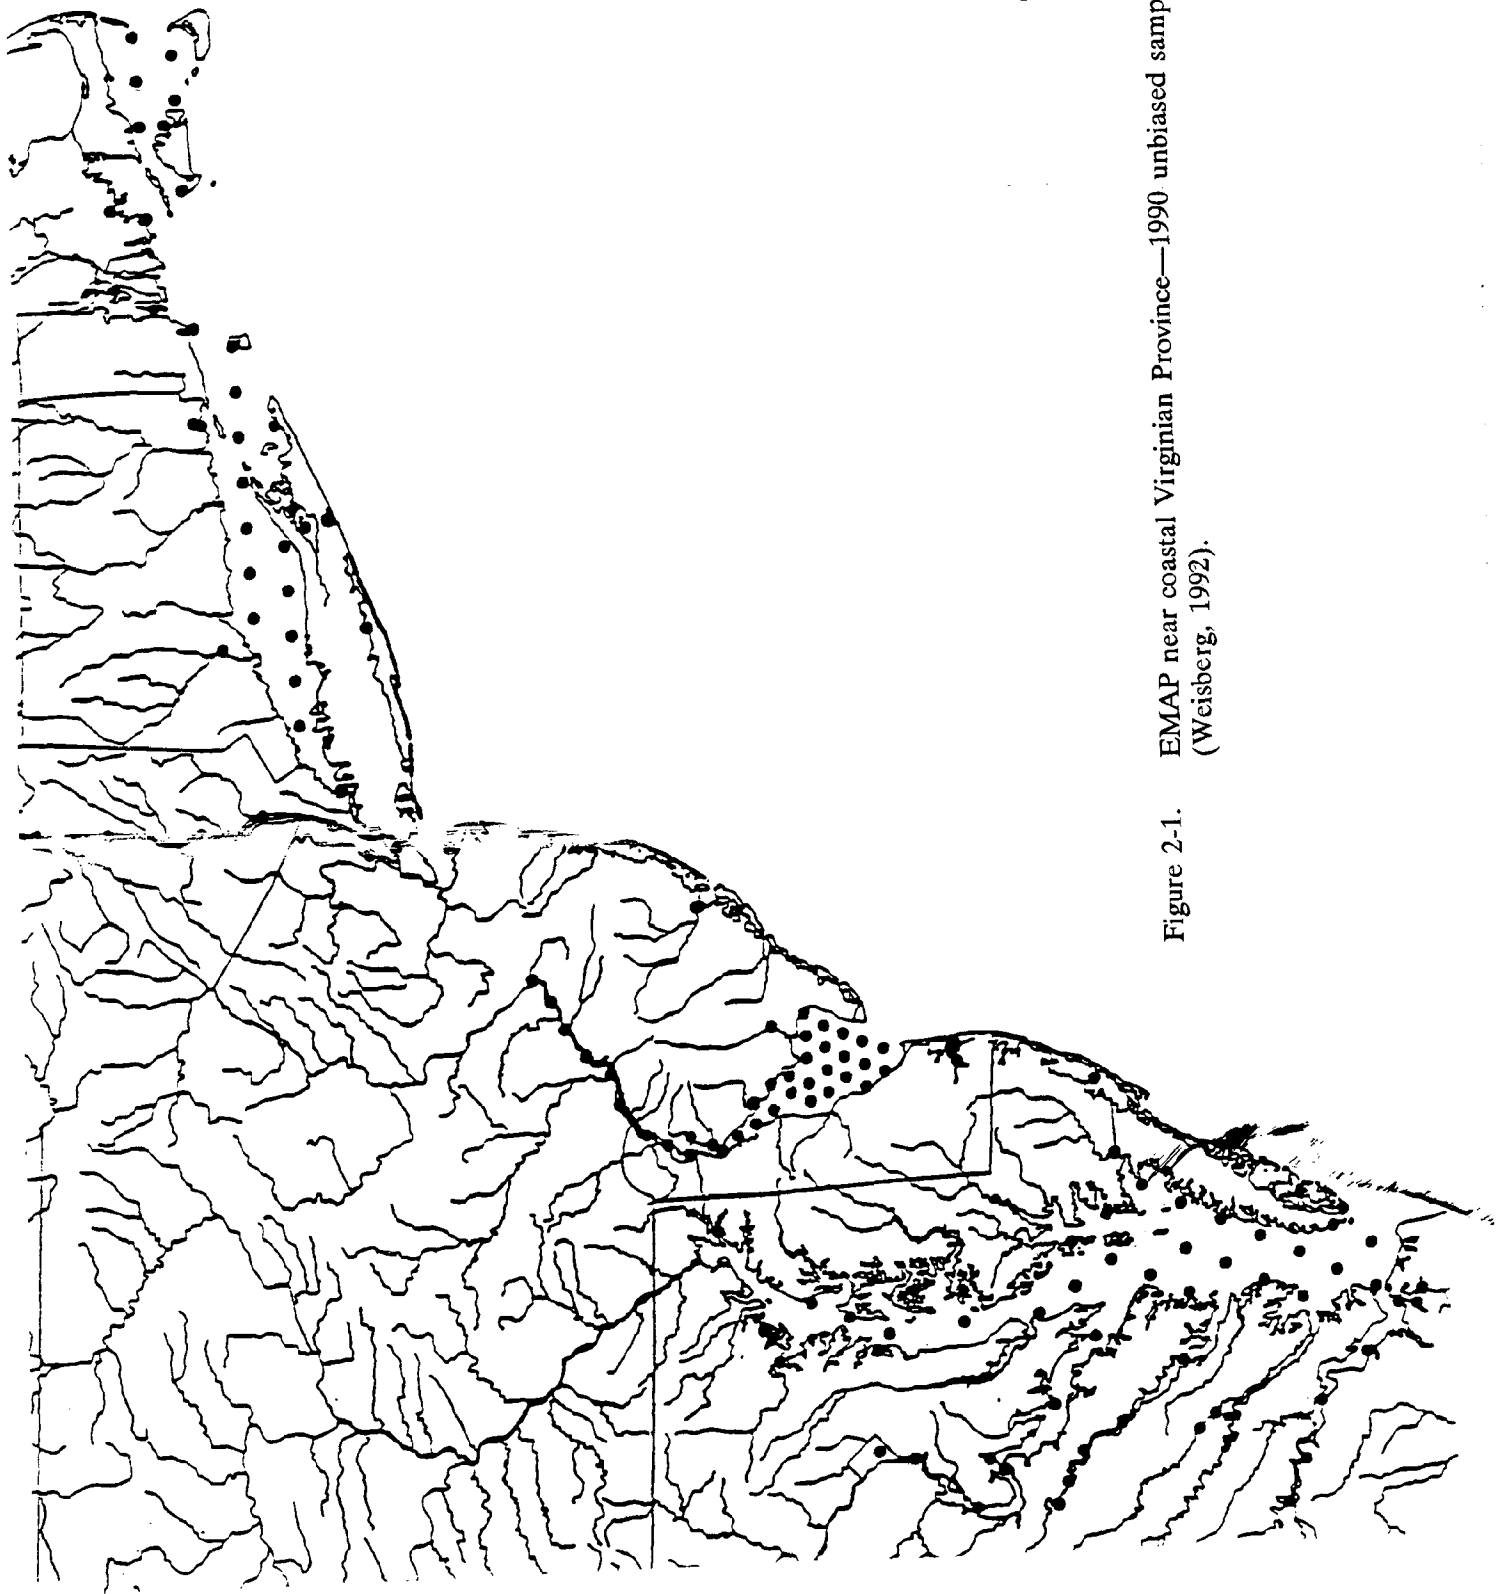 Figure 2-1. EMAP near coastal Virginian Province—1990 unbiased samp
(Weisberg, 1992).